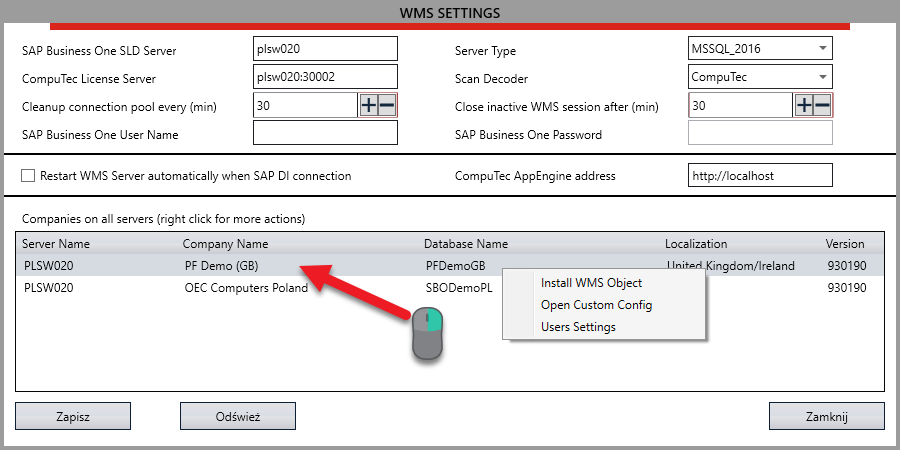 WMS SETTINGS
SAP Business One SLD Server plsw020 Server Type MSSQL_2016
CompuTec License Server plsw020:30002 Scan Decoder CompuTec
Cleanup connection pool every (min) 30 Close inactive WMS session after (min) 30
SAP Business One User Name SAP Business One Password
Restart WMS Server automatically when SAP DI connection CompuTec AppEngine address http://localhost
Companies on all servers (right click for more actions)
Server Name Company Name Database Name Localization Version
PLSW020 PF Demo (GB) PFDemoGB United Kingdom/Ireland 930190
PLSW020 OEC Computers Poland SBODemoPL 930190
Install WMS Object
Open Custom Config
Users Settings
Zapisz Odśwież Zamknij